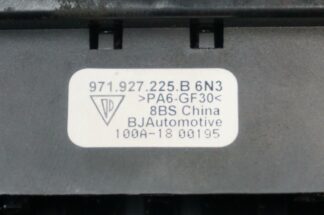 971.927.225.B 6N3
>PA6-GF30<
8BS China
BJAutomotive
100A-18 00195